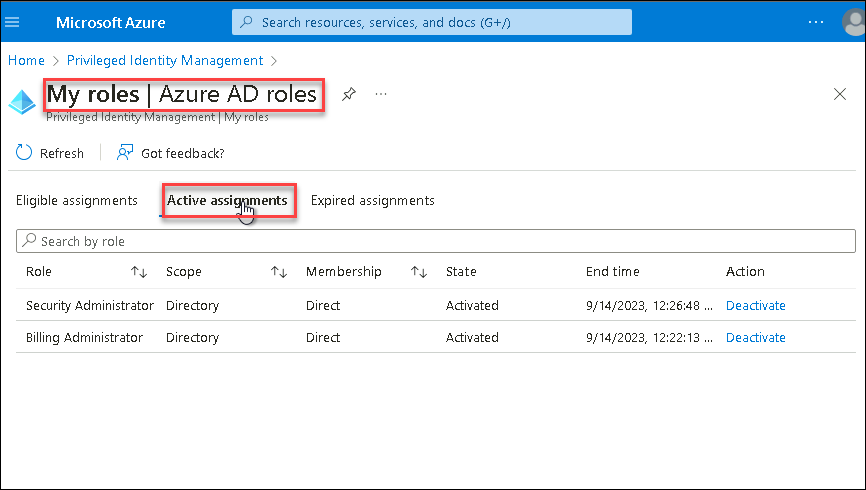 Microsoft Azure
Search resources, services, and docs (G+/)
...
Home > Privileged Identity Management >
My roles | Azure AD roles
...
Privileged Identity Management | My roles
Refresh
Got feedback?
Eligible assignments Active assignments Expired assignments
Search by role
Role Scope Membership State End time Action
Security Administrator Directory Direct Activated 9/14/2023, 12:26:48 ... Deactivate
Billing Administrator Directory Direct Activated 9/14/2023, 12:22:13 ... Deactivate